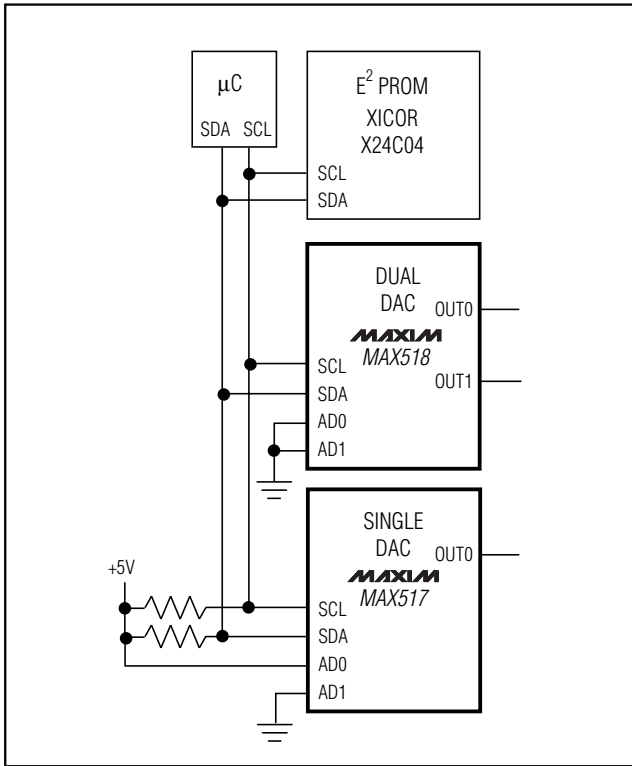 μC
SDA SCL
E² PROM
XICOR
X24C04
SCL
SDA
DUAL
DAC
OUT0
MAXIM
MAX518
OUT1
SCL
SDA
AD0
AD1
SINGLE
DAC
OUT0
MAXIM
MAX517
+5V
SCL
SDA
AD0
AD1